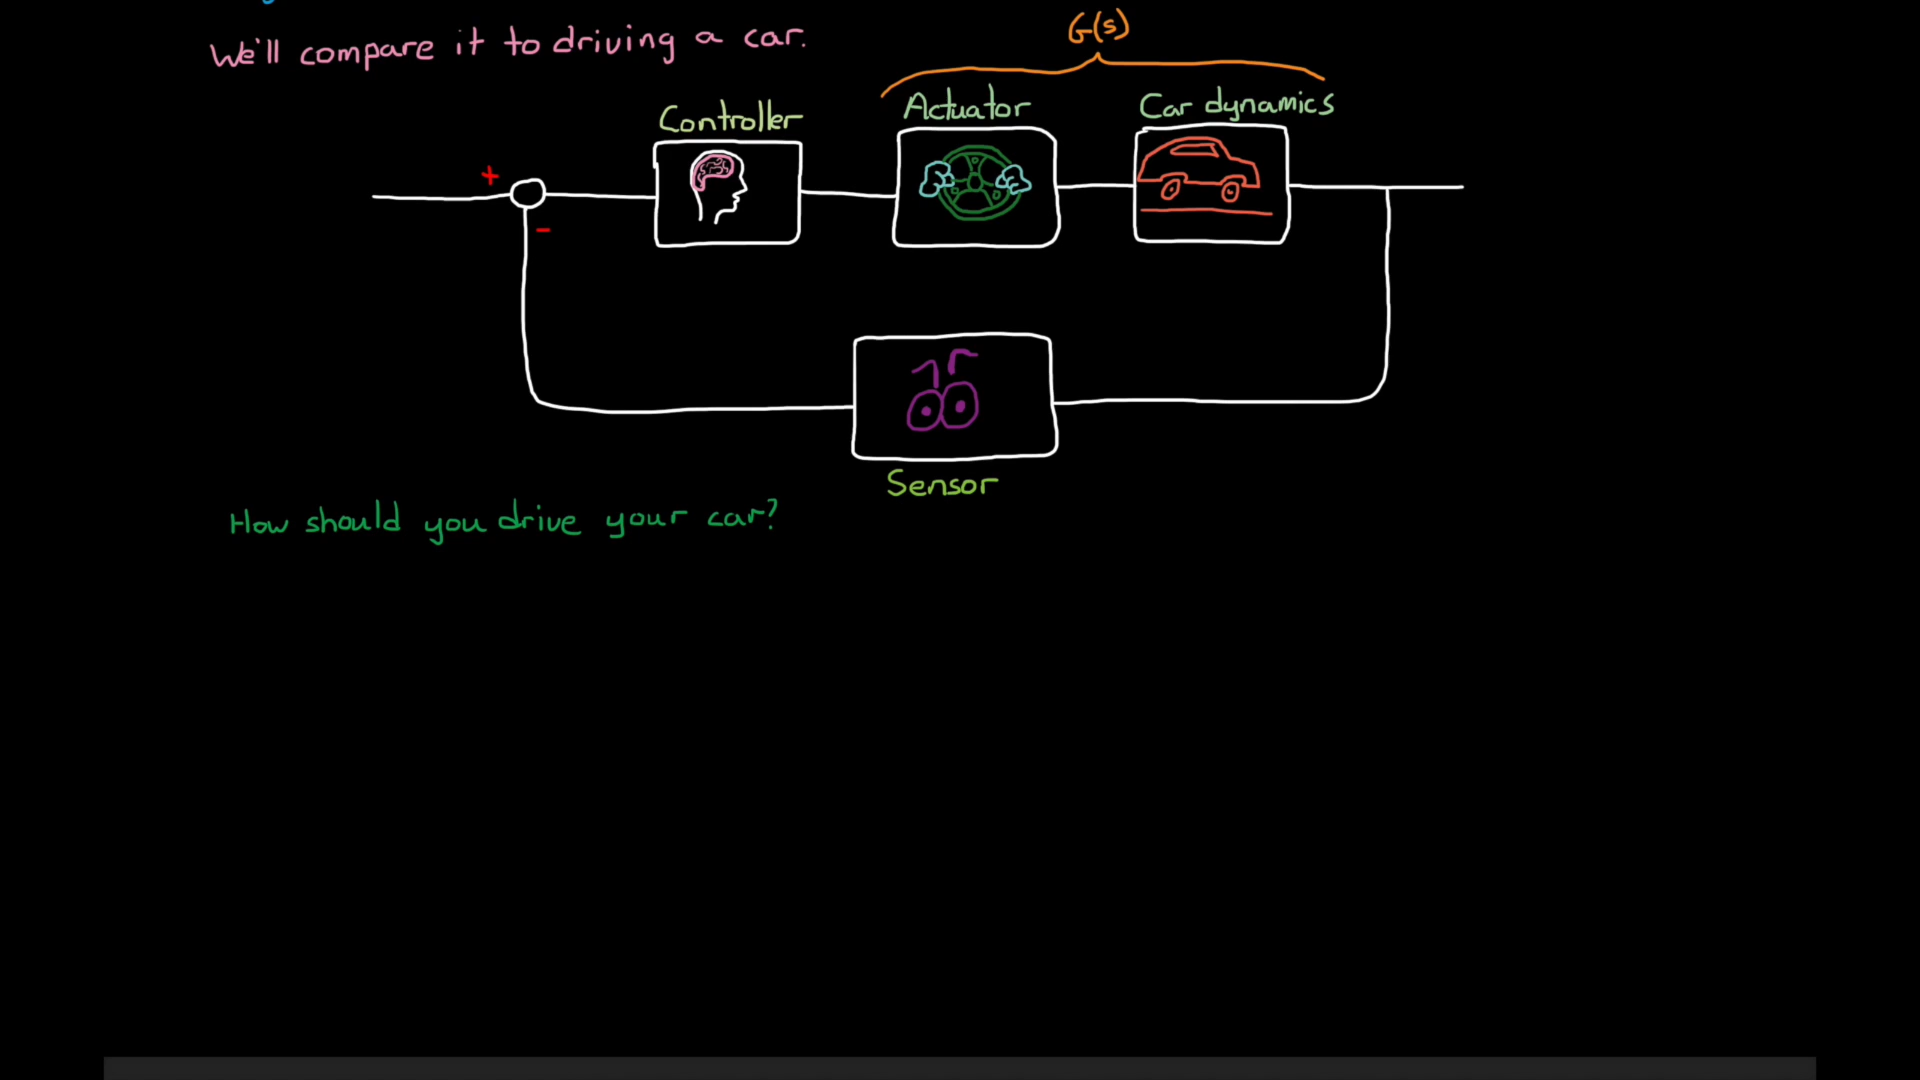 We'll compare it to driving a car.
G(s)
Controller
Actuator
Car dynamics
+
-
Sensor
How should you drive your car?